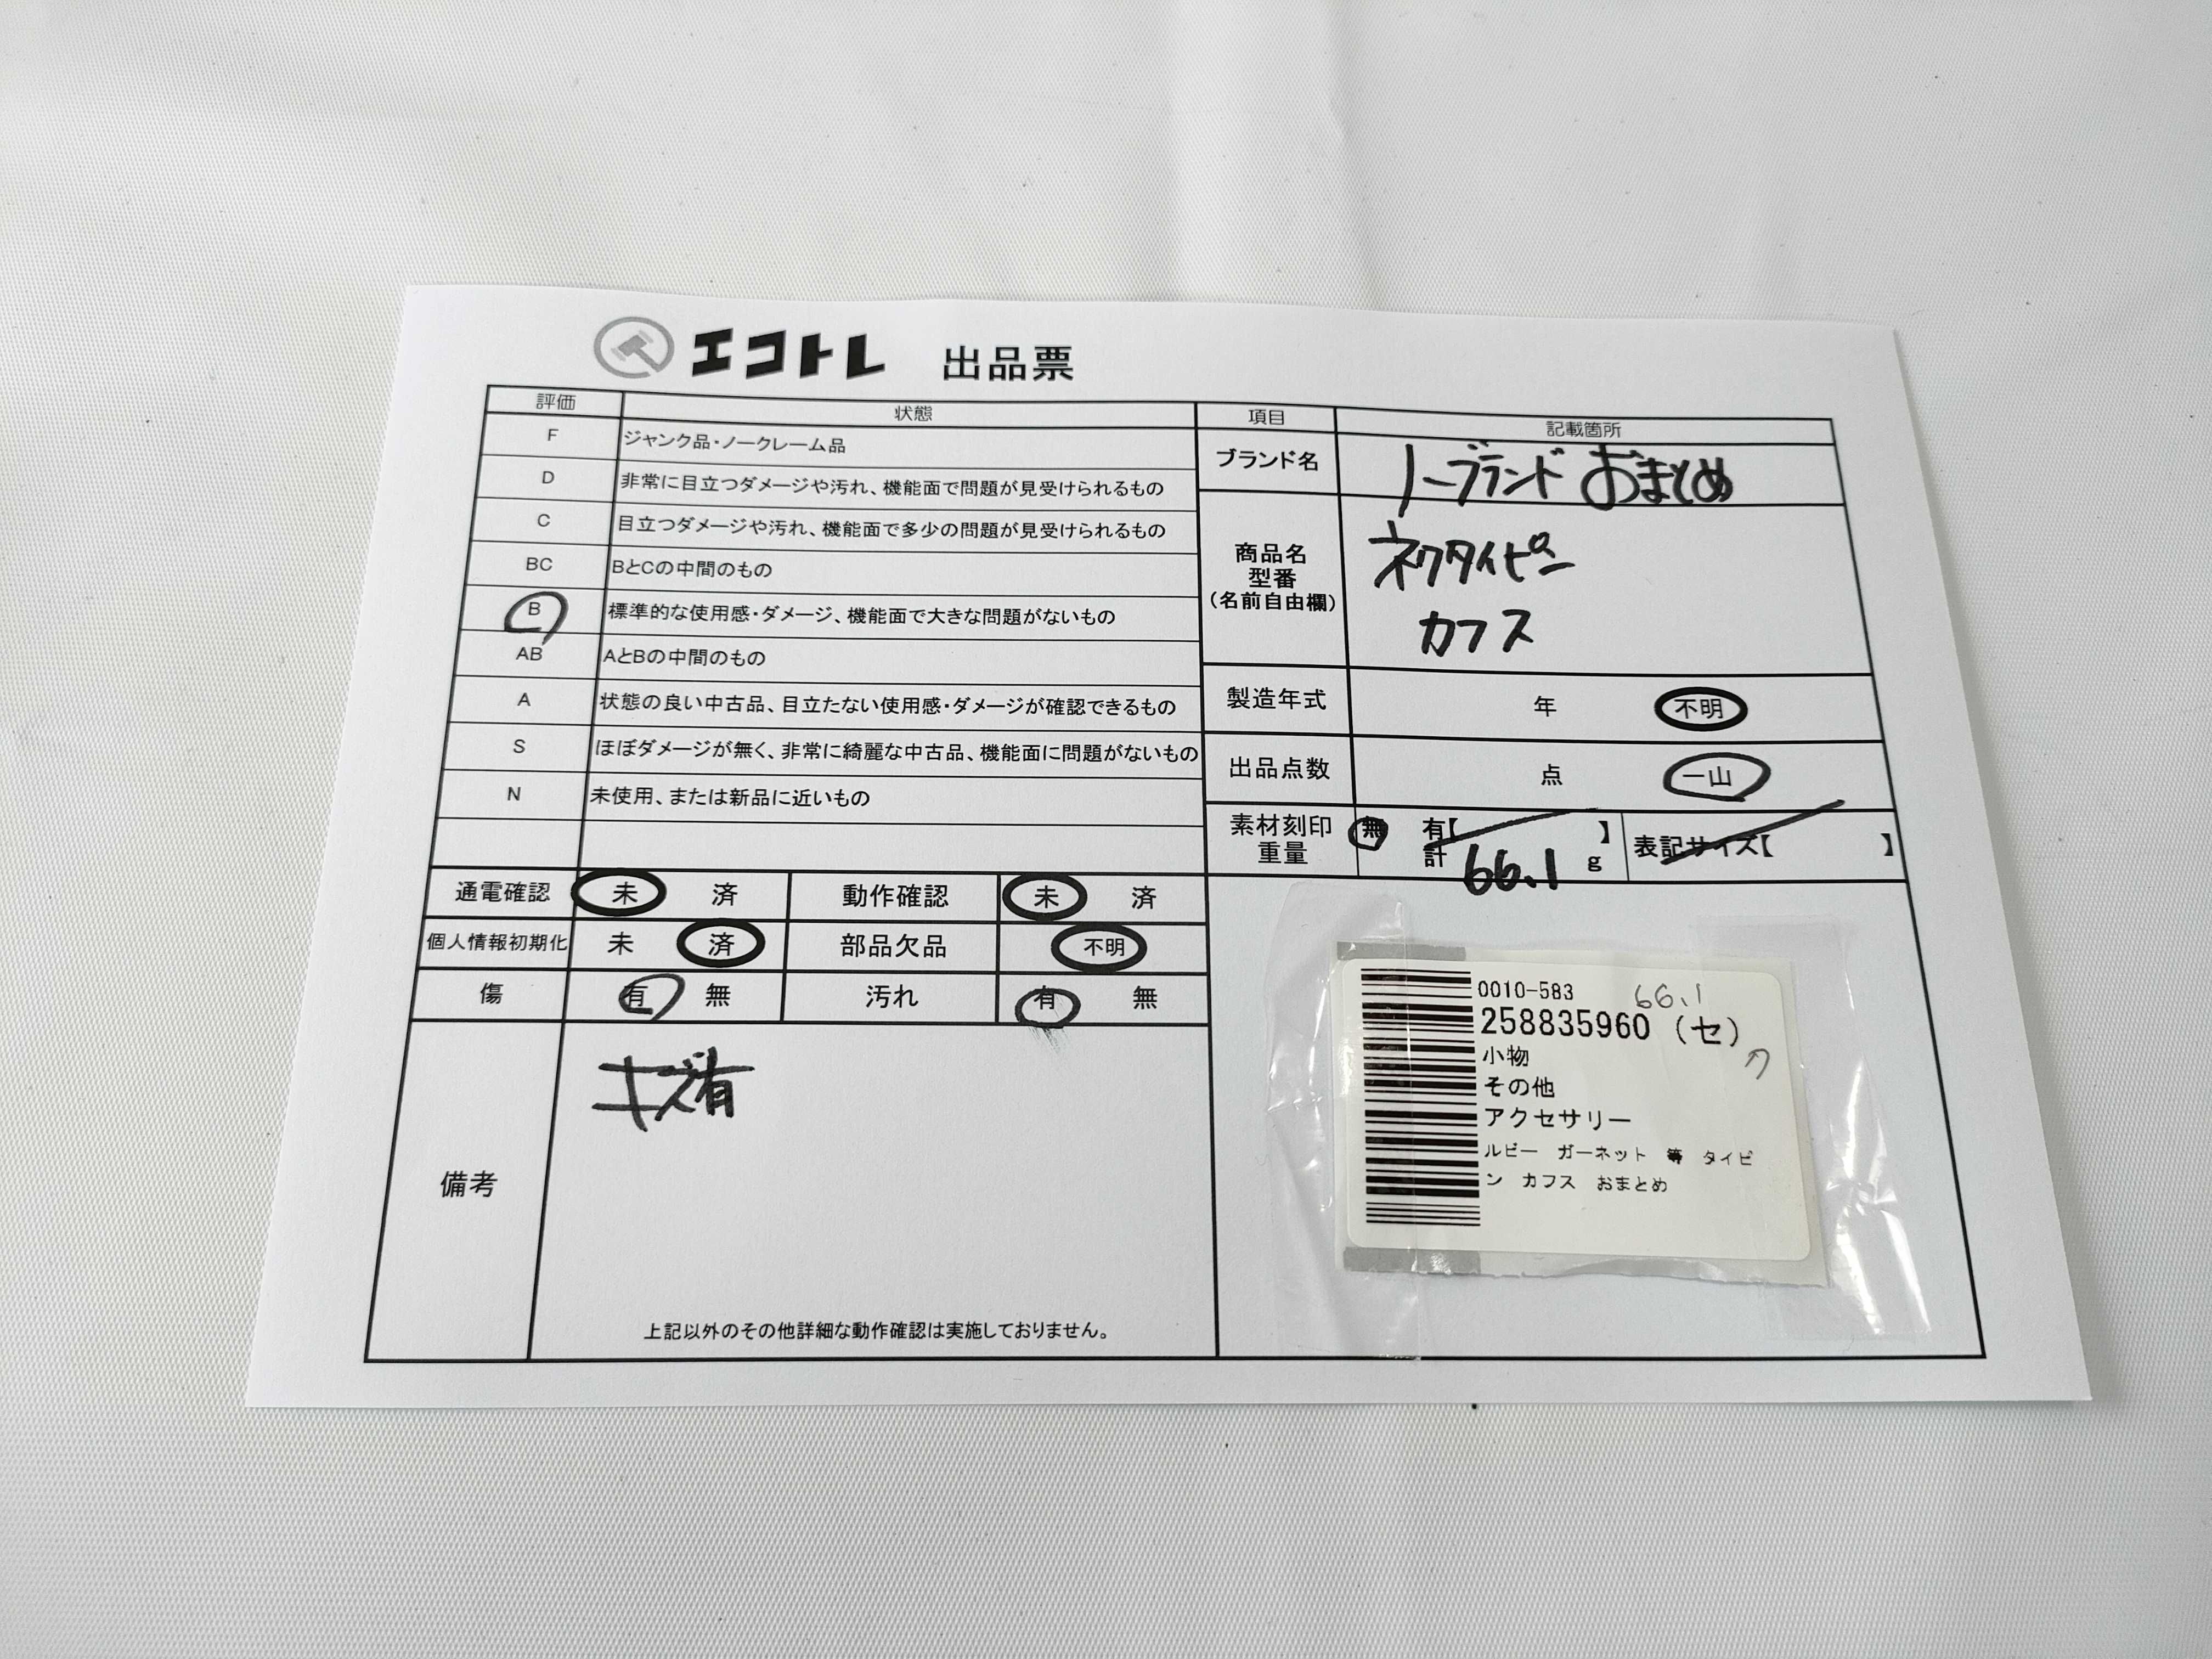 エコトレ 出品票
評価 状態
F ジャンク品・ノークレーム品
D 非常に目立つダメージや汚れ、機能面で問題が見受けられるもの
C 目立つダメージや汚れ、機能面で多少の問題が見受けられるもの
BC BとCの中間のもの
B 標準的な使用感・ダメージ、機能面で大きな問題がないもの
AB AとBの中間のもの
A 状態の良い中古品、目立たない使用感・ダメージが確認できるもの
S ほぼダメージが無く、非常に綺麗な中古品、機能面に問題がないもの
N 未使用、または新品に近いもの
項目 記載箇所
ブランド名 ノーブランド おまとめ
商品名
型番
(名前自由欄)
ネクタイピン
カフス
製造年式 年 不明
出品点数 点 一山
素材刻印
重量
無 有【 】
計 66.1 g
表記サイズ【 】
通電確認 未 済 動作確認 未 済
個人情報初期化 未 済 部品欠品 不明
傷 有 無 汚れ 有 無
備考
キズ有
上記以外のその他詳細な動作確認は実施しておりません。
0010-583 66.1
258835960 (セ)
ク
小物
その他
アクセサリー
ルビー ガーネット 等 タイピ
ン カフス おまとめ